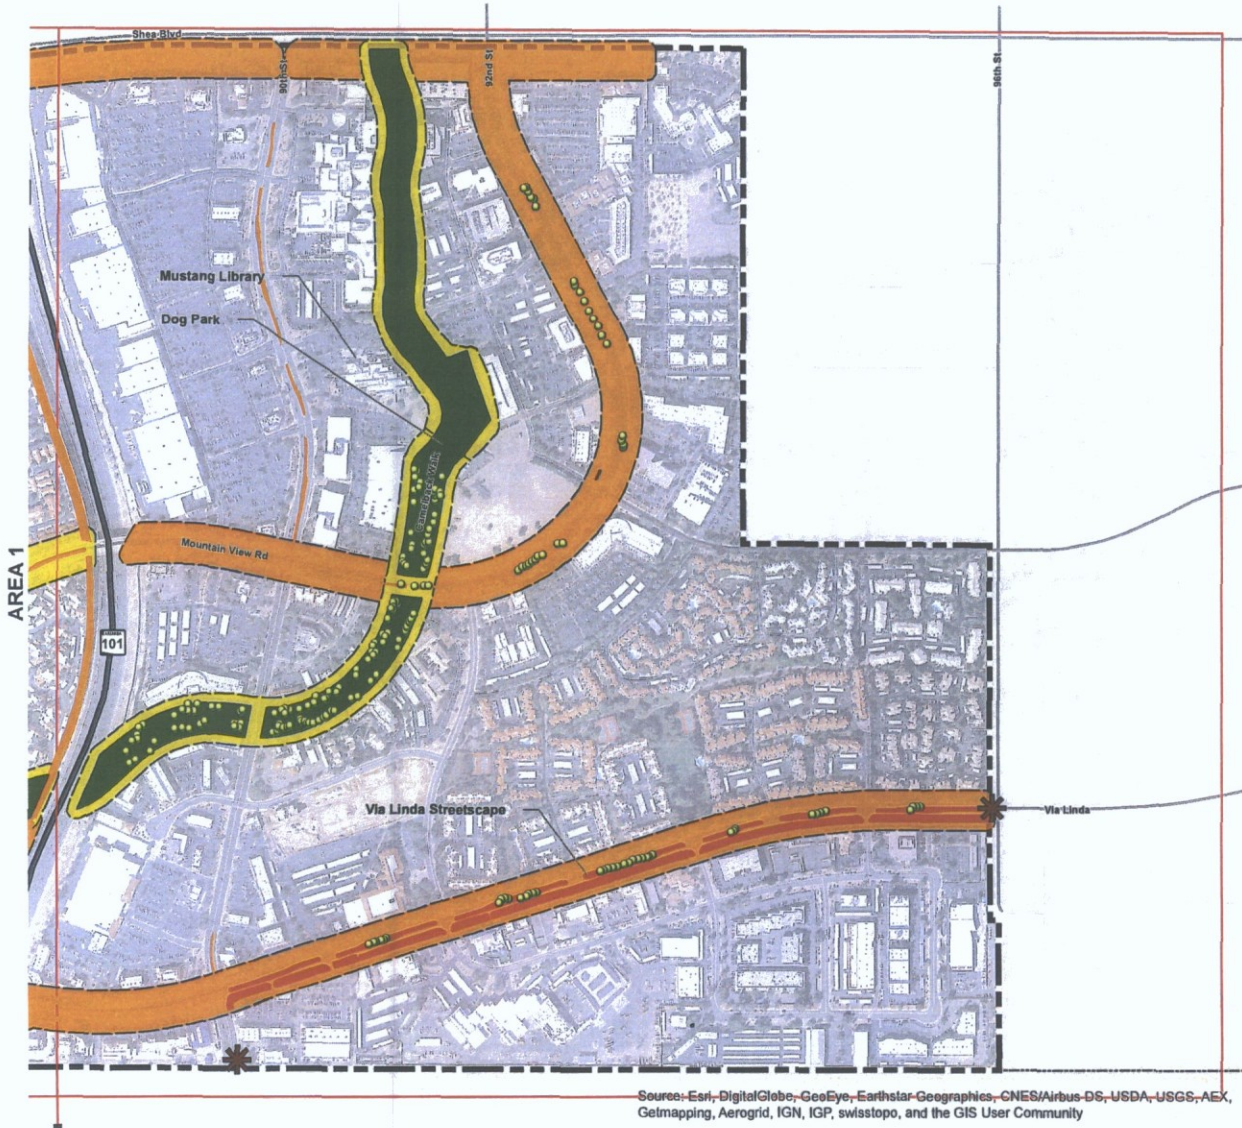 Shea Blvd
90th St
92nd St
96th St
Mustang Library
Dog Park
Mountain View Rd
AREA 1
101
Via Linda Streetscape
Via Linda
Source: Esri, DigitalGlobe, GeoEye, Earthstar Geographics, CNES/Airbus DS, USDA, USGS, AEX,
Getmapping, Aerogrid, IGN, IGP, swisstopo, and the GIS User Community